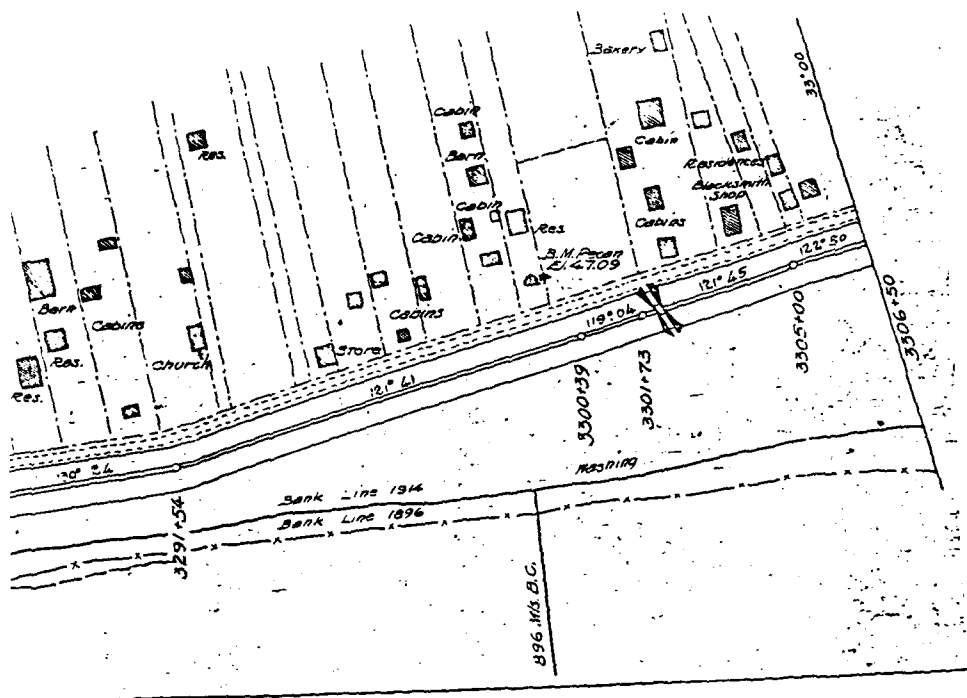 Bakery
33°00
Cabin
Res.
Barn
Cabin
Residences
Blacksmith
Shop
Cabin
Cabin
Res.
Cabins
B.M. Pecan
El. 47.09
122°50
121°45
Barn
Cabins
Cabins
119°04
Res.
Church
Store
Res.
121°41
3300+39
3301+73
3305+00
3306+50
Bank Line 1914
Bank Line 1896
3291+54
896 M/s. B.C.